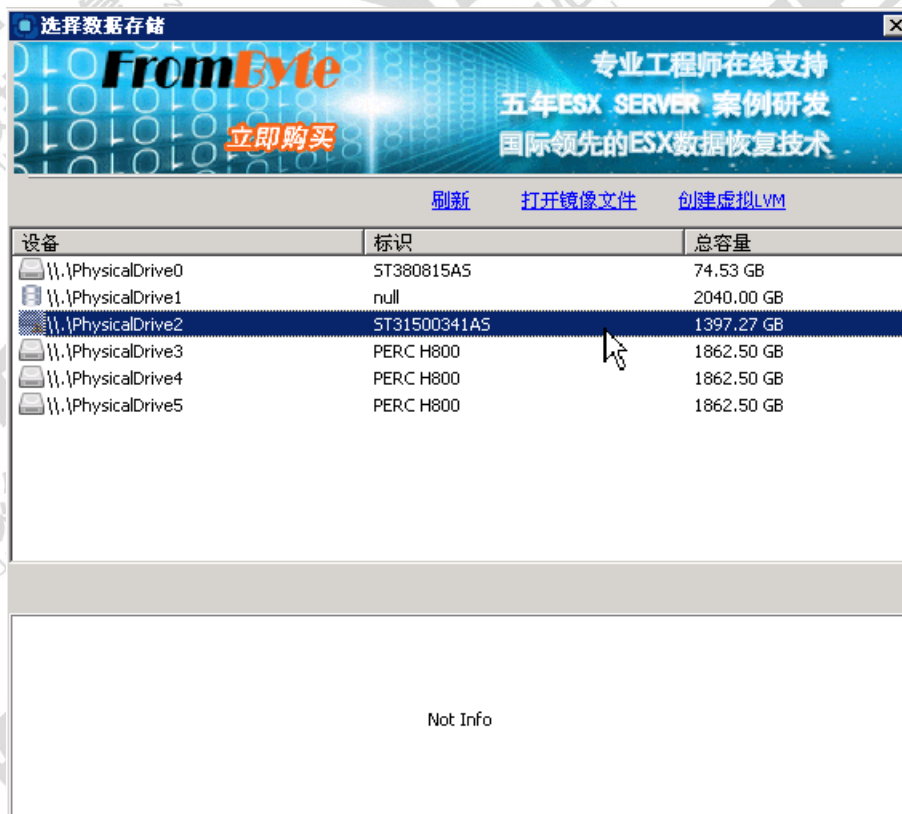 选择数据存储
FromByte
专业工程师在线支持
五年ESX SERVER 案例研发
立即购买
国际领先的ESX数据恢复技术
刷新 打开镜像文件 创建虚拟LVM
设备 标识 总容量
\\.\PhysicalDrive0 ST380815AS 74.53 GB
\\.\PhysicalDrive1 null 2040.00 GB
\\.\PhysicalDrive2 ST31500341AS 1397.27 GB
\\.\PhysicalDrive3 PERC H800 1862.50 GB
\\.\PhysicalDrive4 PERC H800 1862.50 GB
\\.\PhysicalDrive5 PERC H800 1862.50 GB
Not Info